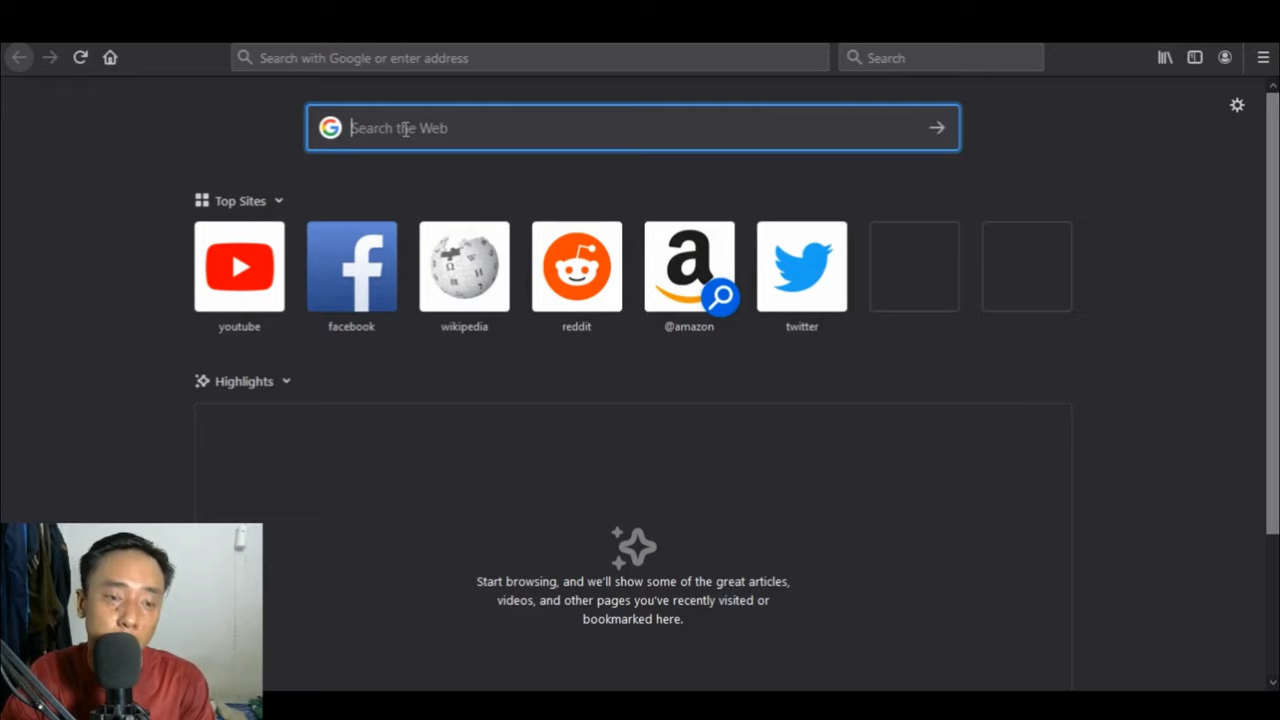 Search with Google or enter address
Search
Search the Web
Top Sites
youtube
facebook
wikipedia
reddit
@amazon
twitter
Highlights
Start browsing, and we'll show some of the great articles,
videos, and other pages you've recently visited or
bookmarked here.